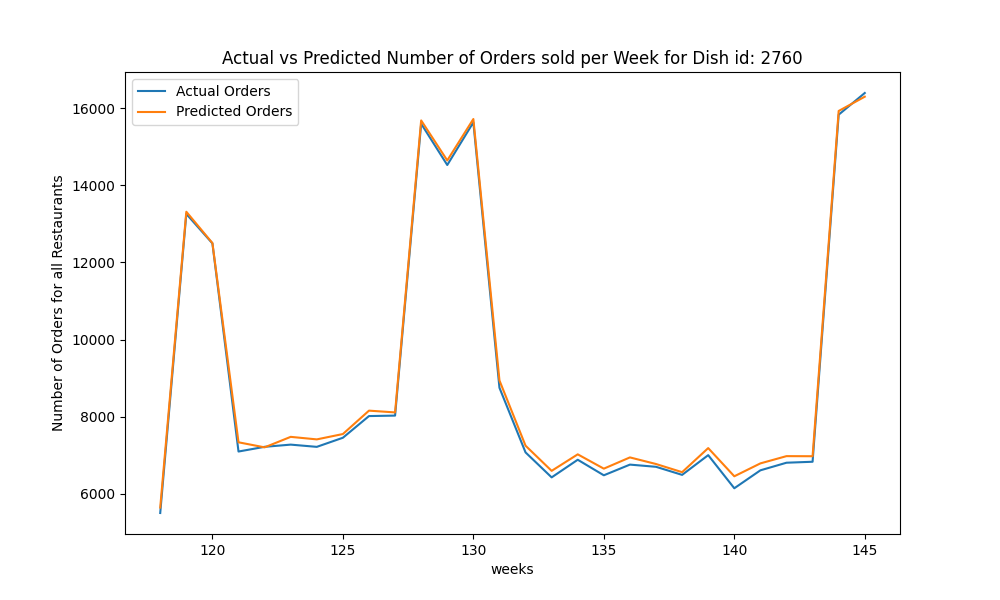 Actual vs Predicted Number of Orders sold per Week for Dish id: 2760
Actual Orders
Predicted Orders
Number of Orders for all Restaurants
16000
14000
12000
10000
8000
6000
120
125
130
135
140
145
weeks